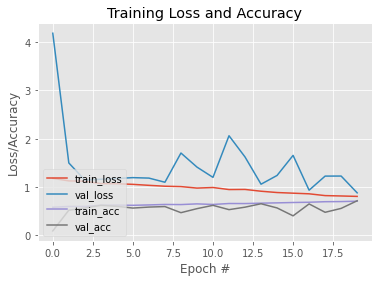 Training Loss and Accuracy
Loss/Accuracy
4
3
2
1
0
train_loss
val_loss
train_acc
val_acc
0.0 2.5 5.0 7.5 10.0 12.5 15.0 17.5
Epoch #